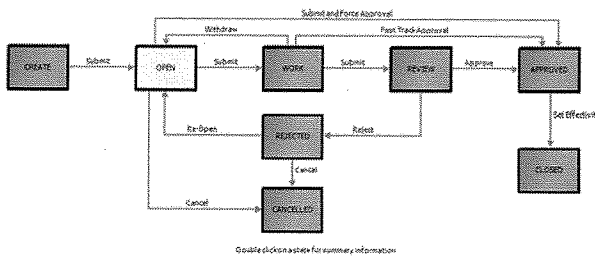 Submit and Force Approval
Withdraw
Fast Track Approval
CREATE
Submit
OPEN
Submit
WORK
Submit
REVIEW
Approve
APPROVED
Set Effectivit
Re-Open
REJECTED
Reject
Cancel
CLOSED
Cancel
CANCELLED
Double click on a state for summary information